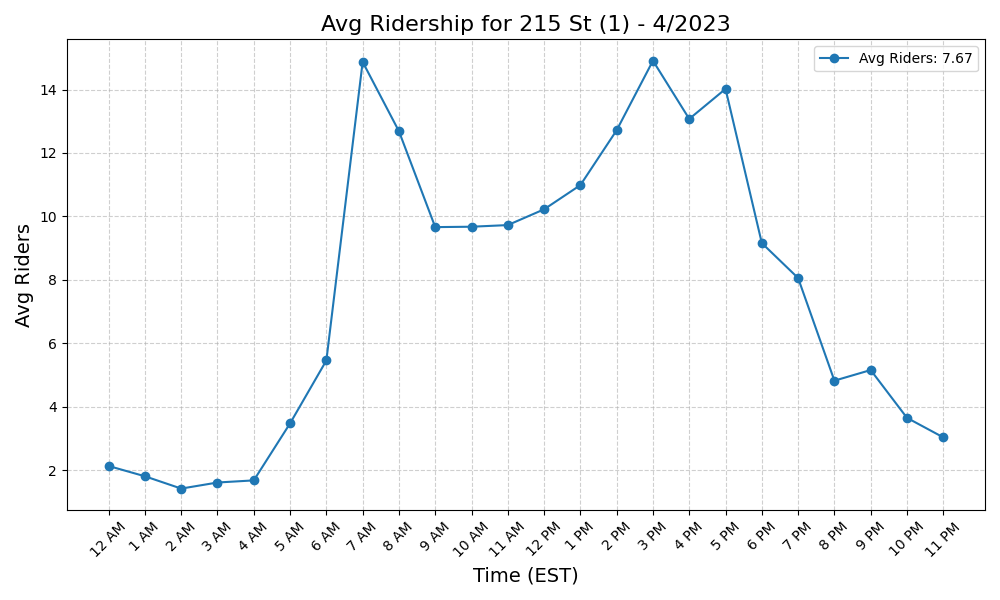 Avg Ridership for 215 St (1) - 4/2023
Avg Riders: 7.67
Avg Riders
14
12
10
8
6
4
2
12 AM
1 AM
2 AM
3 AM
4 AM
5 AM
6 AM
7 AM
8 AM
9 AM
10 AM
11 AM
12 PM
1 PM
2 PM
3 PM
4 PM
5 PM
6 PM
7 PM
8 PM
9 PM
10 PM
11 PM
Time (EST)